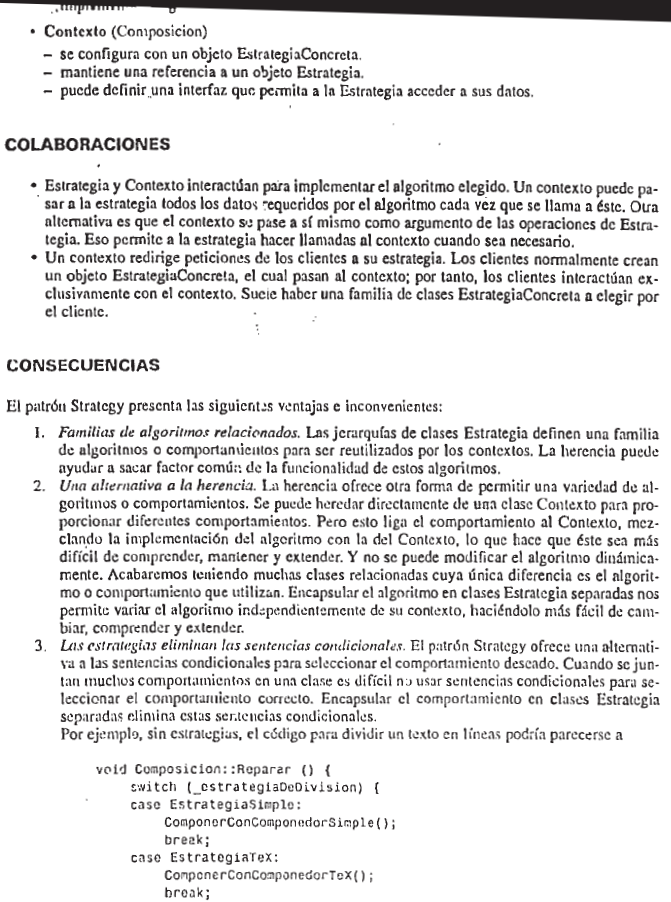 • Contexto (Composicion)
– se configura con un objeto EstrategiaConcreta.
– mantiene una referencia a un objeto Estrategia.
– puede definir una interfaz que permita a la Estrategia acceder a sus datos.
COLABORACIONES
• Estrategia y Contexto interactúan para implementar el algoritmo elegido. Un contexto puede pa-
sar a la estrategia todos los datos requeridos por el algoritmo cada vez que se llama a éste. Otra
alternativa es que el contexto se pase a sí mismo como argumento de las operaciones de Estra-
tegia. Eso permite a la estrategia hacer llamadas al contexto cuando sea necesario.
• Un contexto redirige peticiones de los clientes a su estrategia. Los clientes normalmente crean
un objeto EstrategiaConcreta, el cual pasan al contexto; por tanto, los clientes interactúan ex-
clusivamente con el contexto. Suele haber una familia de clases EstrategiaConcreta a elegir por
el cliente.
CONSECUENCIAS
El patrón Strategy presenta las siguientes ventajas e inconvenientes:
1. Familias de algoritmos relacionados. Las jerarquías de clases Estrategia definen una familia
de algoritmos o comportamientos para ser reutilizados por los contextos. La herencia puede
ayudar a sacar factor común de la funcionalidad de estos algoritmos.
2. Una alternativa a la herencia. La herencia ofrece otra forma de permitir una variedad de al-
goritmos o comportamientos. Se puede heredar directamente de una clase Contexto para pro-
porcionar diferentes comportamientos. Pero esto liga el comportamiento al Contexto, mez-
clando la implementación del algoritmo con la del Contexto, lo que hace que éste sea más
difícil de comprender, mantener y extender. Y no se puede modificar el algoritmo dinámica-
mente. Acabaremos teniendo muchas clases relacionadas cuya única diferencia es el algorit-
mo o comportamiento que utilizan. Encapsular el algoritmo en clases Estrategia separadas nos
permite variar el algoritmo independientemente de su contexto, haciéndolo más fácil de cam-
biar, comprender y extender.
3. Las estrategias eliminan las sentencias condicionales. El patrón Strategy ofrece una alternati-
va a las sentencias condicionales para seleccionar el comportamiento deseado. Cuando se jun-
tan muchos comportamientos en una clase es difícil no usar sentencias condicionales para se-
leccionar el comportamiento correcto. Encapsular el comportamiento en clases Estrategia
separadas elimina estas sentencias condicionales.
Por ejemplo, sin estrategias, el código para dividir un texto en líneas podría parecerse a
void Composicion::Reparar () {
switch (_estrategiaDeDivision) {
case EstrategiaSimple:
ComponerConComponedorSimple();
break;
case EstrategiaTeX:
ComponerConComponedorTeX();
break;